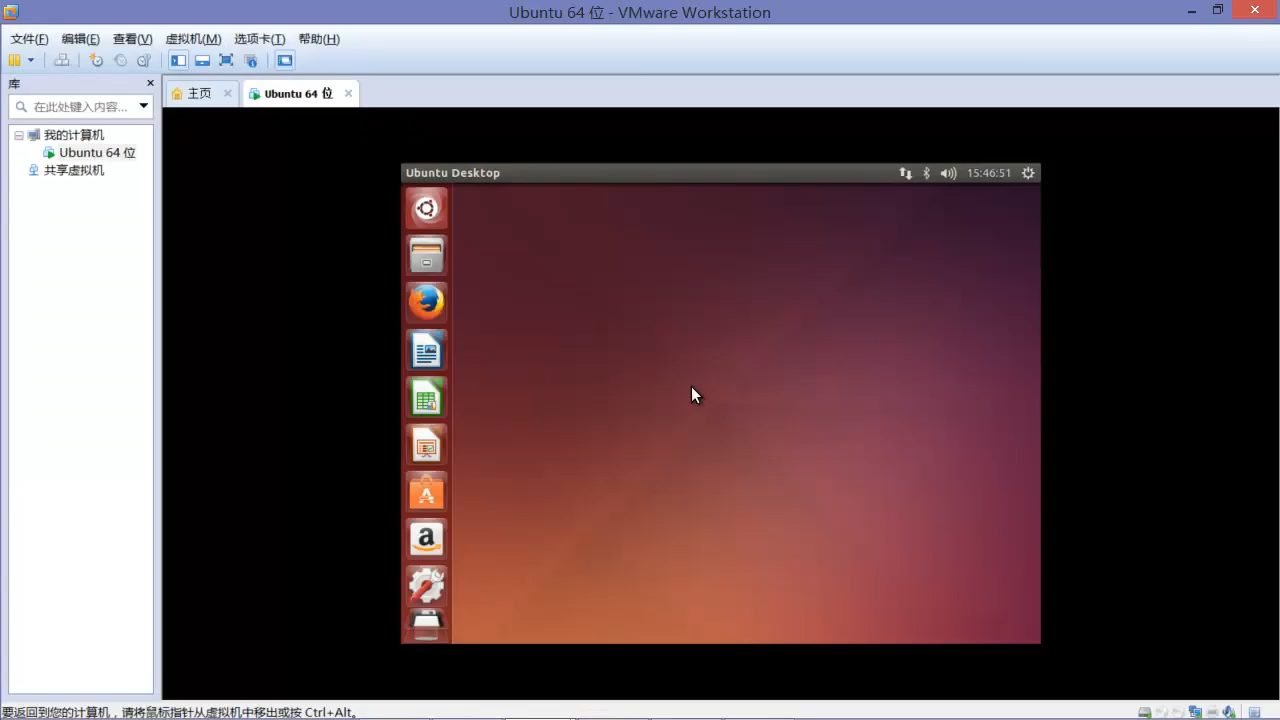 Ubuntu 64 位 - VMware Workstation
文件(F) 编辑(E) 查看(V) 虚拟机(M) 选项卡(T) 帮助(H)
库
主页
Ubuntu 64 位
在此处键入内容...
我的计算机
Ubuntu 64 位
共享虚拟机
Ubuntu Desktop 15:46:51
要返回到您的计算机，请将鼠标指针从虚拟机中移出或按 Ctrl+Alt。